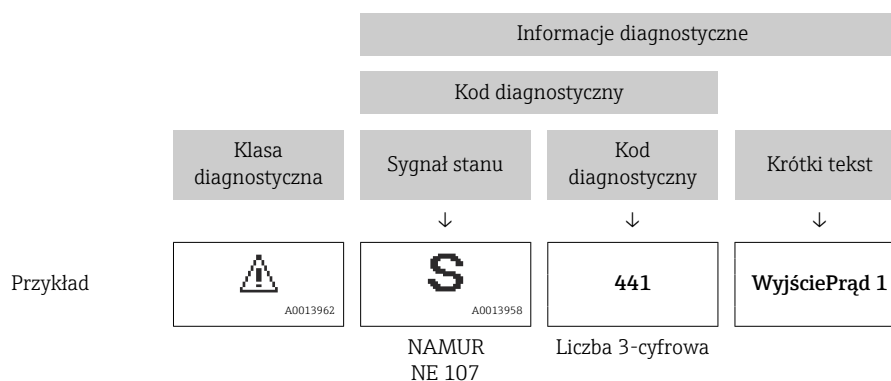 Informacje diagnostyczne
Kod diagnostyczny
Klasa
diagnostyczna
Sygnał stanu
Kod
diagnostyczny
Krótki tekst
↓ ↓ ↓
Przykład
A0013962
S
A0013958
441
WyjściePrąd 1
NAMUR
NE 107
Liczba 3-cyfrowa